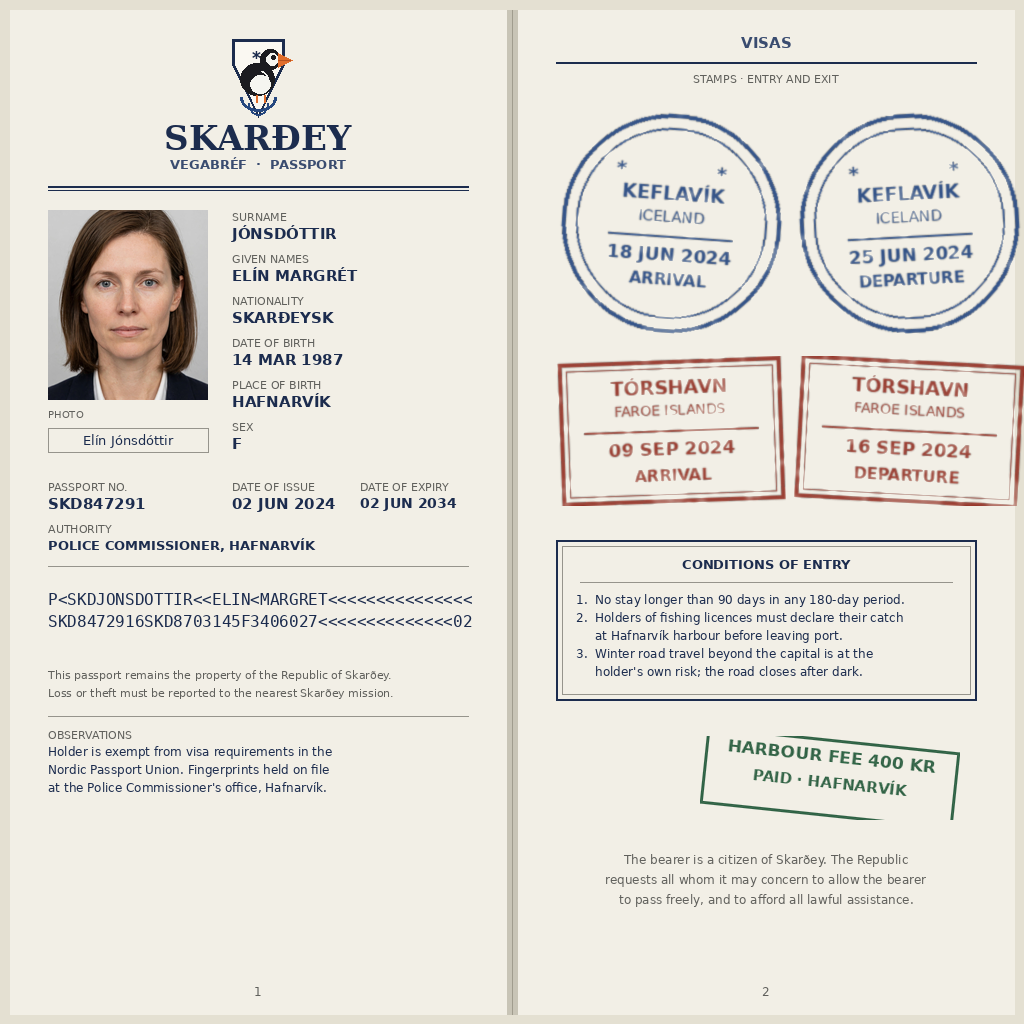 SKARÐEY
VEGABRÉF · PASSPORT
SURNAME
JÓNSDÓTTIR
GIVEN NAMES
ELÍN MARGRÉT
NATIONALITY
SKARÐEYSK
DATE OF BIRTH
14 MAR 1987
PLACE OF BIRTH
HAFNARVÍK
SEX
F
PHOTO
Elín Jónsdóttir
PASSPORT NO.
SKD847291
DATE OF ISSUE
02 JUN 2024
DATE OF EXPIRY
02 JUN 2034
AUTHORITY
POLICE COMMISSIONER, HAFNARVÍK
P<SKDJONSDOTTIR<<ELIN<MARGRET<<<<<<<<<<<<<<<
SKD8472916SKD8703145F3406027<<<<<<<<<<<<<<02
This passport remains the property of the Republic of Skarðey.
Loss or theft must be reported to the nearest Skarðey mission.
OBSERVATIONS
Holder is exempt from visa requirements in the
Nordic Passport Union. Fingerprints held on file
at the Police Commissioner's office, Hafnarvík.
1
VISAS
STAMPS · ENTRY AND EXIT
* *
KEFLAVÍK
ICELAND
18 JUN 2024
ARRIVAL
* *
KEFLAVÍK
ICELAND
25 JUN 2024
DEPARTURE
TÓRSHAVN
FAROE ISLANDS
09 SEP 2024
ARRIVAL
TÓRSHAVN
FAROE ISLANDS
16 SEP 2024
DEPARTURE
CONDITIONS OF ENTRY
1. No stay longer than 90 days in any 180-day period.
2. Holders of fishing licences must declare their catch
at Hafnarvík harbour before leaving port.
3. Winter road travel beyond the capital is at the
holder's own risk; the road closes after dark.
HARBOUR FEE 400 KR
PAID · HAFNARVÍK
The bearer is a citizen of Skarðey. The Republic
requests all whom it may concern to allow the bearer
to pass freely, and to afford all lawful assistance.
2